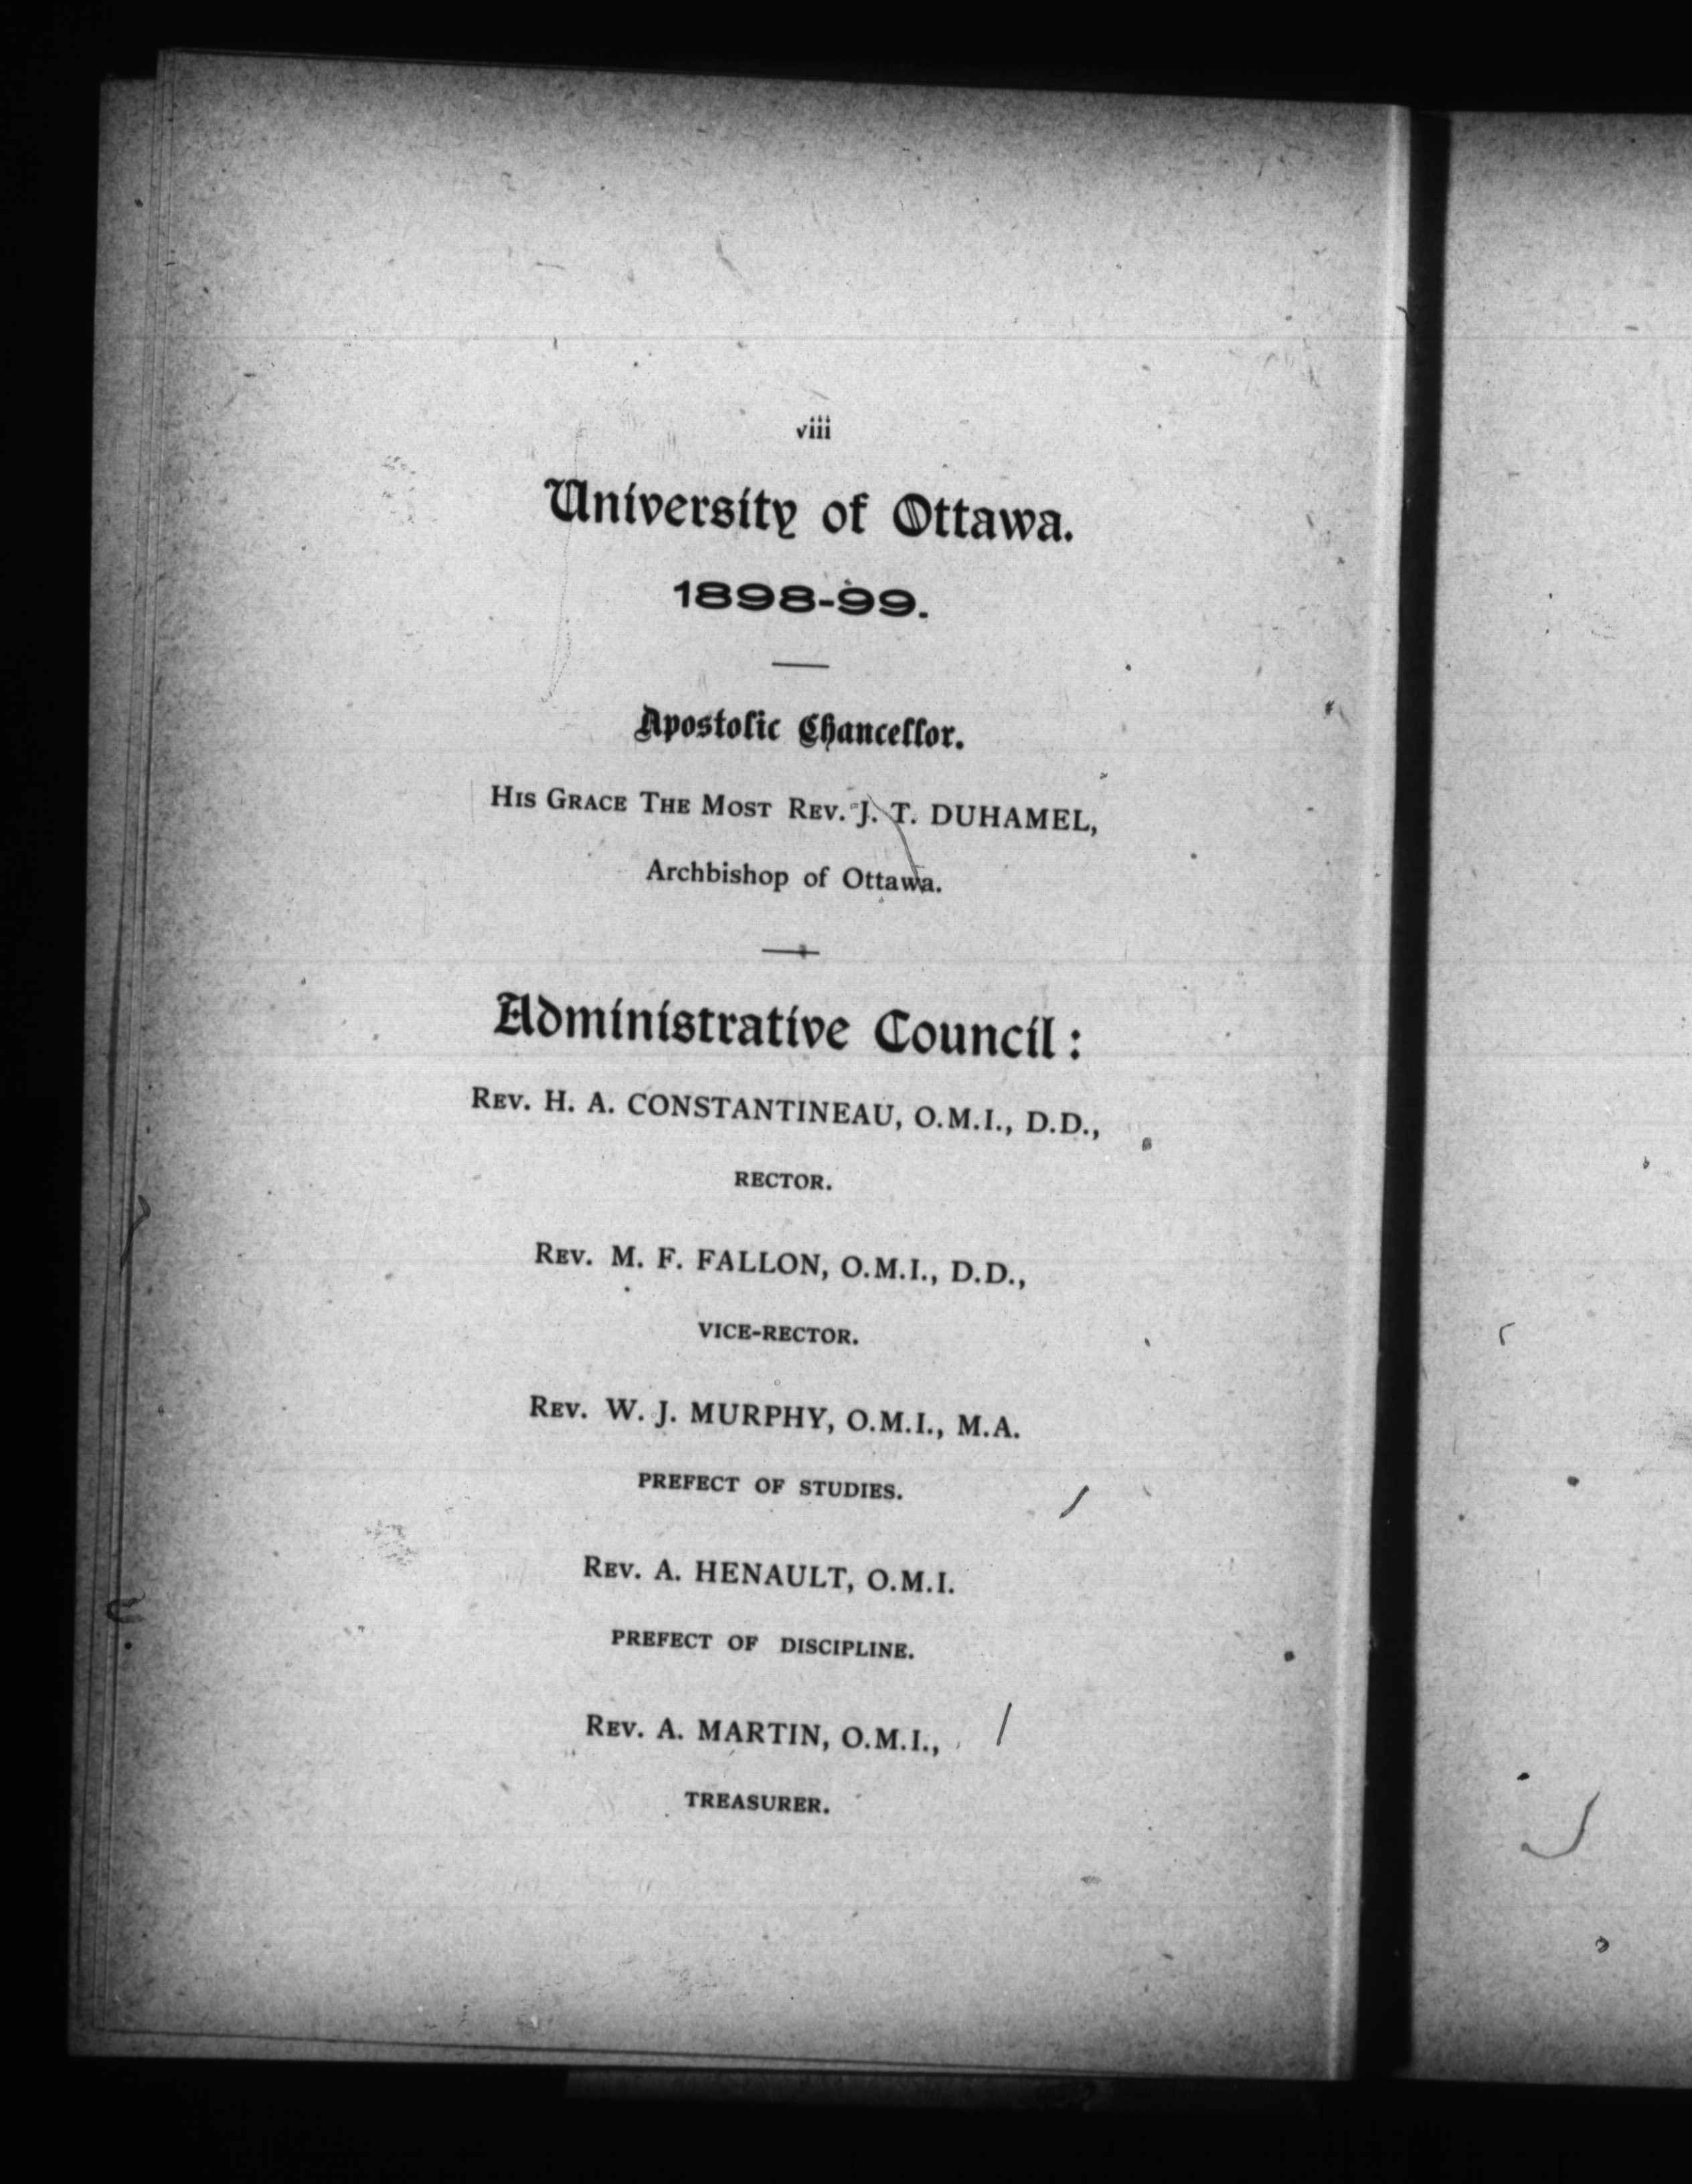 viii
University of Ottawa.
1898-99.
Apostolic Chancellor.
His Grace The Most Rev. J. T. DUHAMEL,
Archbishop of Ottawa.
Administrative Council:
Rev. H. A. CONSTANTINEAU, O.M.I., D.D.,
RECTOR.
Rev. M. F. FALLON, O.M.I., D.D.,
VICE-RECTOR.
Rev. W. J. MURPHY, O.M.I., M.A.
PREFECT OF STUDIES.
Rev. A. HENAULT, O.M.I.
PREFECT OF DISCIPLINE.
Rev. A. MARTIN, O.M.I.,
TREASURER.